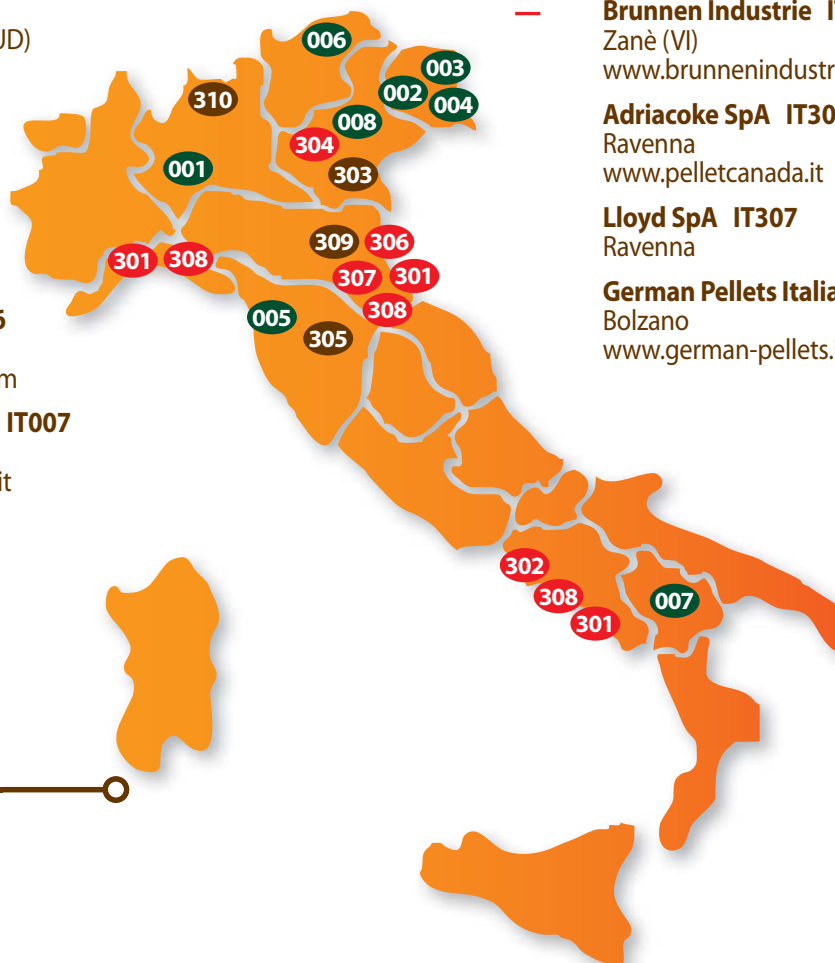 UD)
6
m
IT007
it
006
003
002
004
310
008
304
001
303
309
306
301
308
307
301
308
005
305
302
308
301
007
Brunnen Industrie
Zanè (VI)
www.brunnenindustr
Adriacoke SpA IT30
Ravenna
www.pelletcanada.it
Lloyd SpA IT307
Ravenna
German Pellets Italia
Bolzano
www.german-pellets.